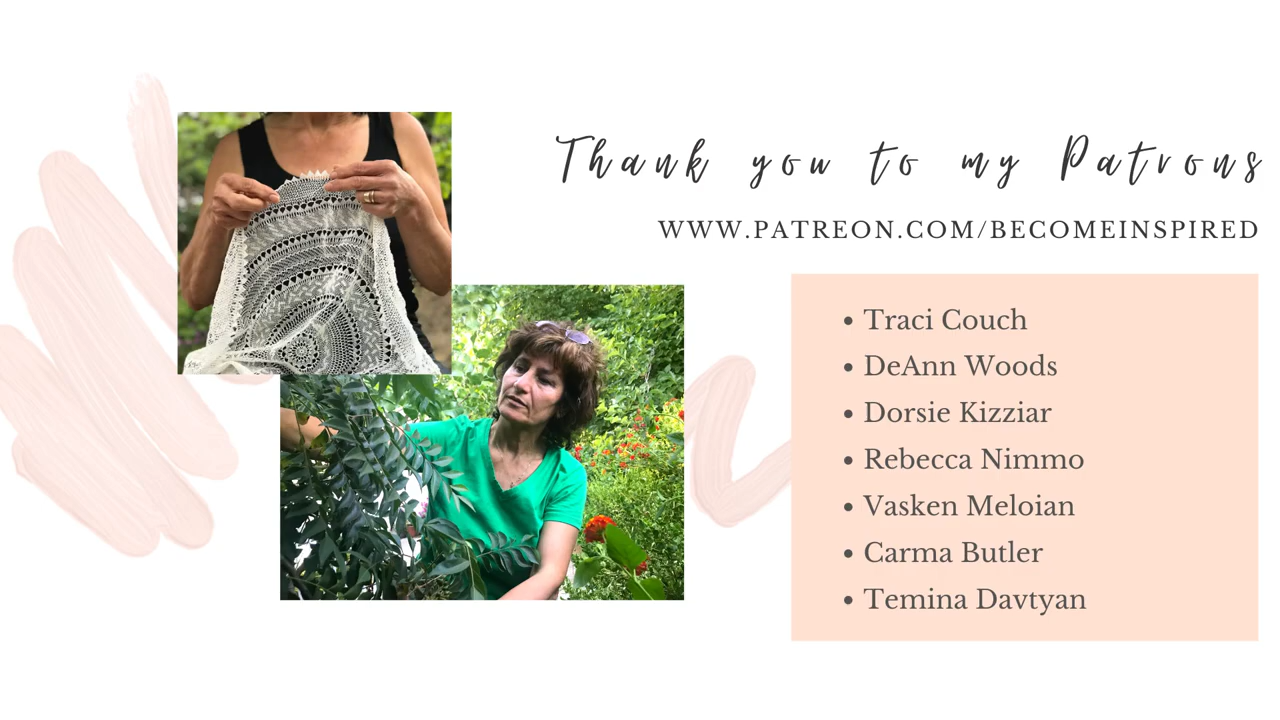 Thank you to my Patrons
WWW.PATREON.COM/BECOMEINSPIRED
• Traci Couch
• DeAnn Woods
• Dorsie Kizziar
• Rebecca Nimmo
• Vasken Meloian
• Carma Butler
• Temina Davtyan